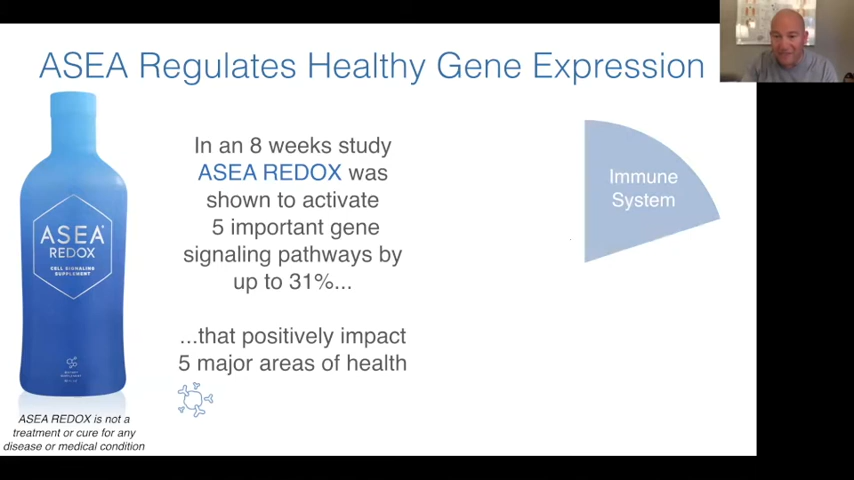 ASEA Regulates Healthy Gene Expression
In an 8 weeks study
ASEA REDOX was
shown to activate
5 important gene
signaling pathways by
up to 31%...
...that positively impact
5 major areas of health
Immune
System
ASEA
REDOX
CELL SIGNALING
SUPPLEMENT
ASEA REDOX is not a
treatment or cure for any
disease or medical condition